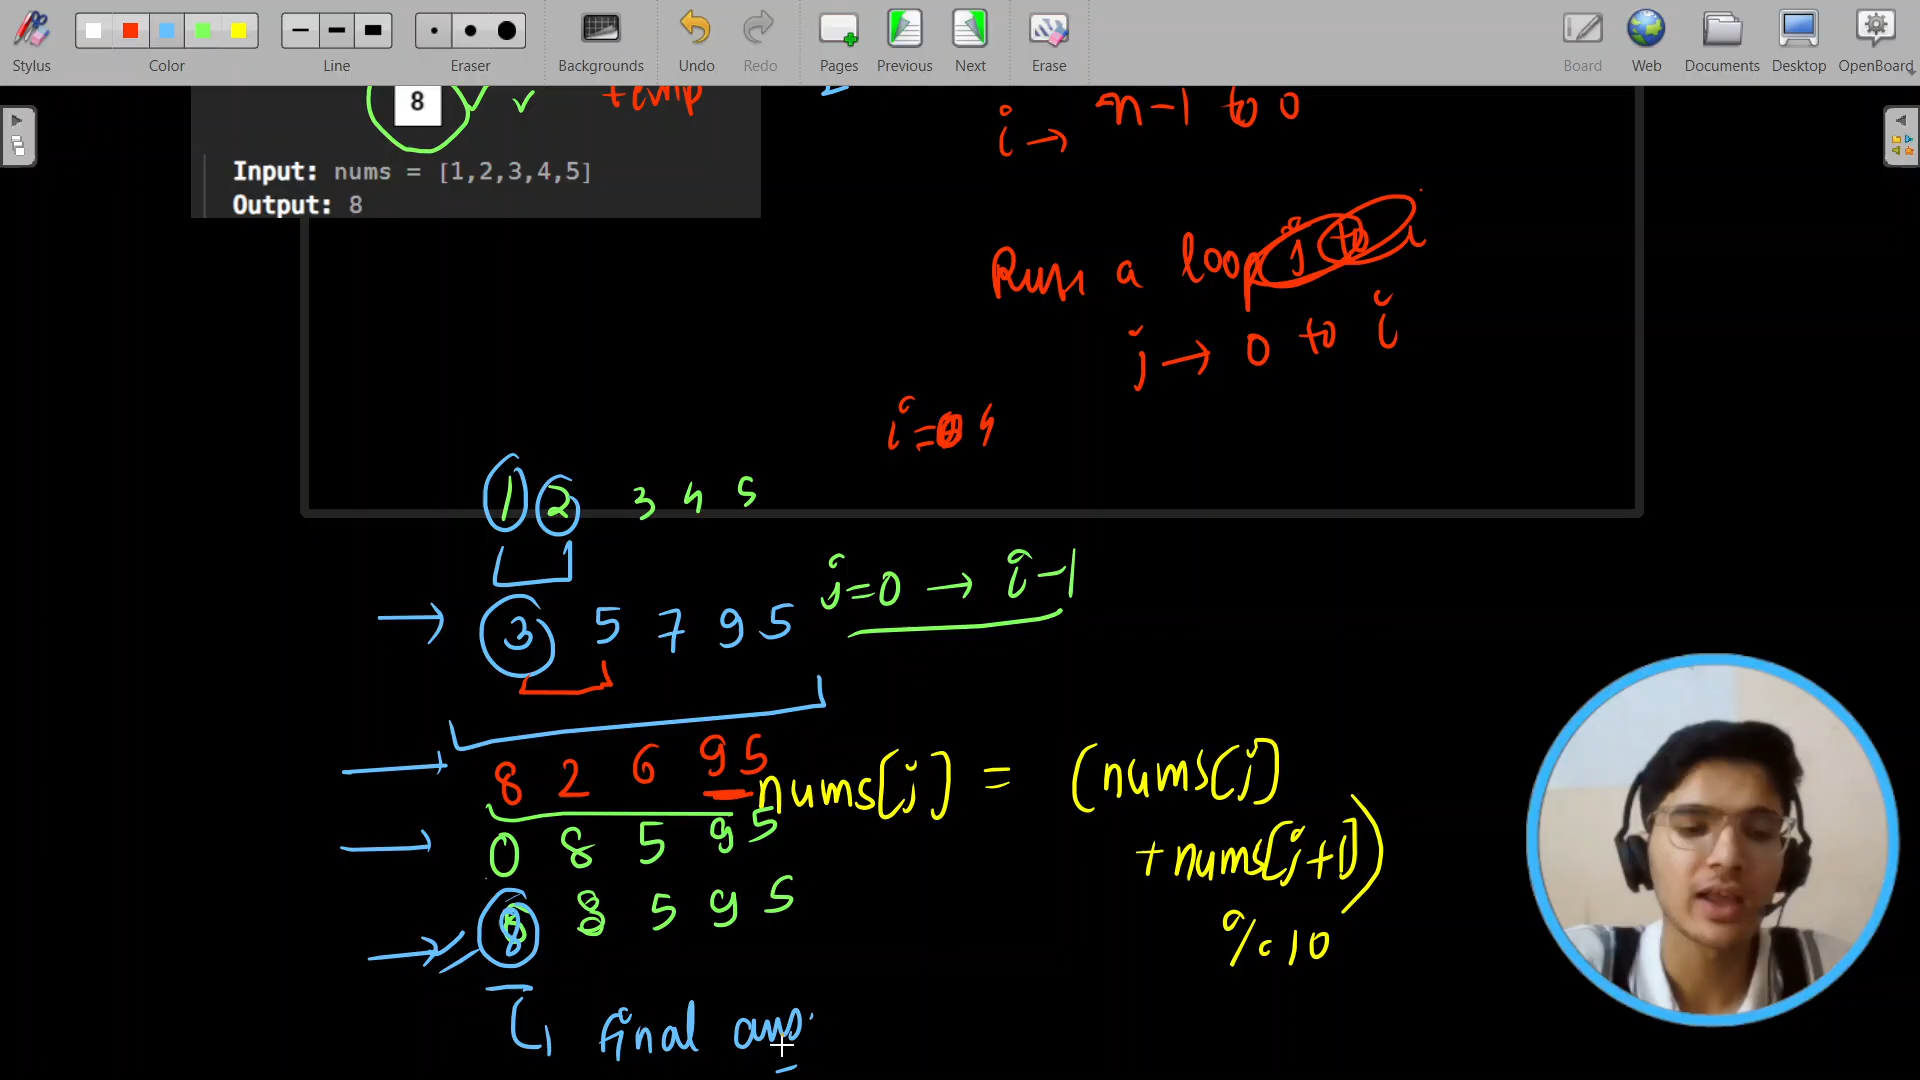 Stylus
Color
Line
Eraser
Backgrounds
Undo
Redo
Pages
Previous
Next
Erase
Board
Web
Documents
Desktop
OpenBoard
8
temp
i → n-1 to 0
Input: nums = [1,2,3,4,5]
Output: 8
Run a loop j to i
j → 0 to i
i = 4
1 2 3 4 5
j=0 → i-1
3 5 7 9 5
8 2 6 9 5
nums[j] = (nums[j]
+ nums[j+1])
% 10
0 8 5 9 5
8 8 5 9 5
final ans